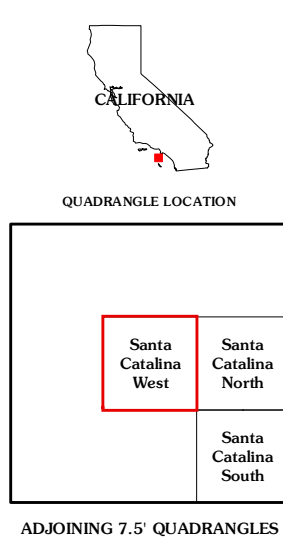 CALIFORNIA
QUADRANGLE LOCATION
Santa
Catalina
West
Santa
Catalina
North
Santa
Catalina
South
ADJOINING 7.5' QUADRANGLES